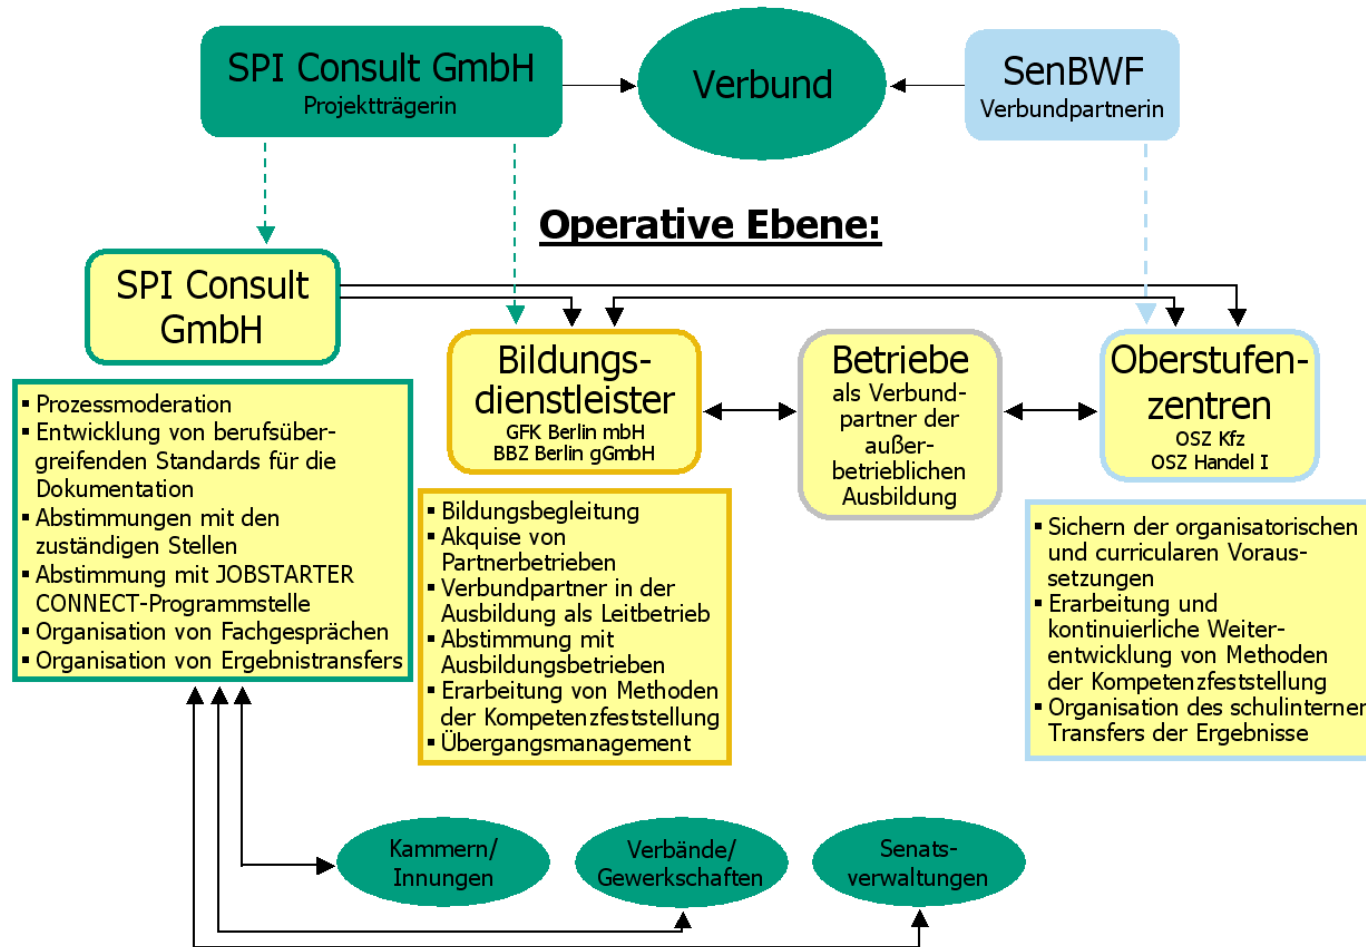 SPI Consult GmbH
Projektträgerin
Verbund
SenBWF
Verbundpartnerin
Operative Ebene:
SPI Consult
GmbH
▪ Prozessmoderation
▪ Entwicklung von berufsüber-
greifenden Standards für die
Dokumentation
▪ Abstimmungen mit den
zuständigen Stellen
▪ Abstimmung mit JOBSTARTER
CONNECT-Programmstelle
▪ Organisation von Fachgesprächen
▪ Organisation von Ergebnistransfers
Bildungs-
dienstleister
GFK Berlin mbH
BBZ Berlin gGmbH
▪ Bildungsbegleitung
▪ Akquise von
Partnerbetrieben
▪ Verbundpartner in der
Ausbildung als Leitbetrieb
▪ Abstimmung mit
Ausbildungsbetrieben
▪ Erarbeitung von Methoden
der Kompetenzfeststellung
▪ Übergangsmanagement
Betriebe
als Verbund-
partner der
außer-
betrieblichen
Ausbildung
Oberstufen-
zentren
OSZ Kfz
OSZ Handel I
▪ Sichern der organisatorischen
und curricularen Voraus-
setzungen
▪ Erarbeitung und
kontinuierliche Weiter-
entwicklung von Methoden
der Kompetenzfeststellung
▪ Organisation des schulinternen
Transfers der Ergebnisse
Kammern/
Innungen
Verbände/
Gewerkschaften
Senats-
verwaltungen